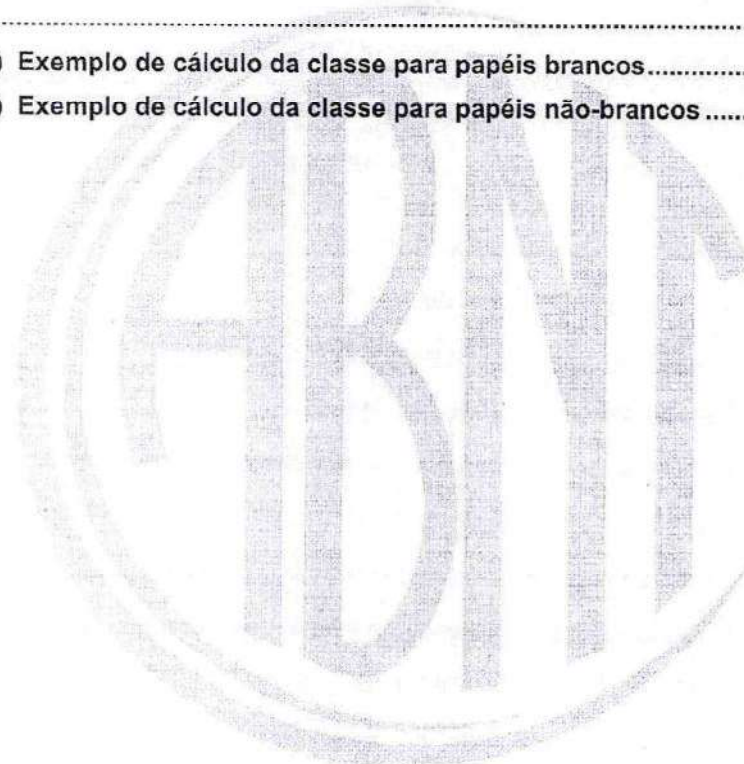 ) Exemplo de cálculo da classe para papéis brancos..............
) Exemplo de cálculo da classe para papéis não-brancos ......
ABNT